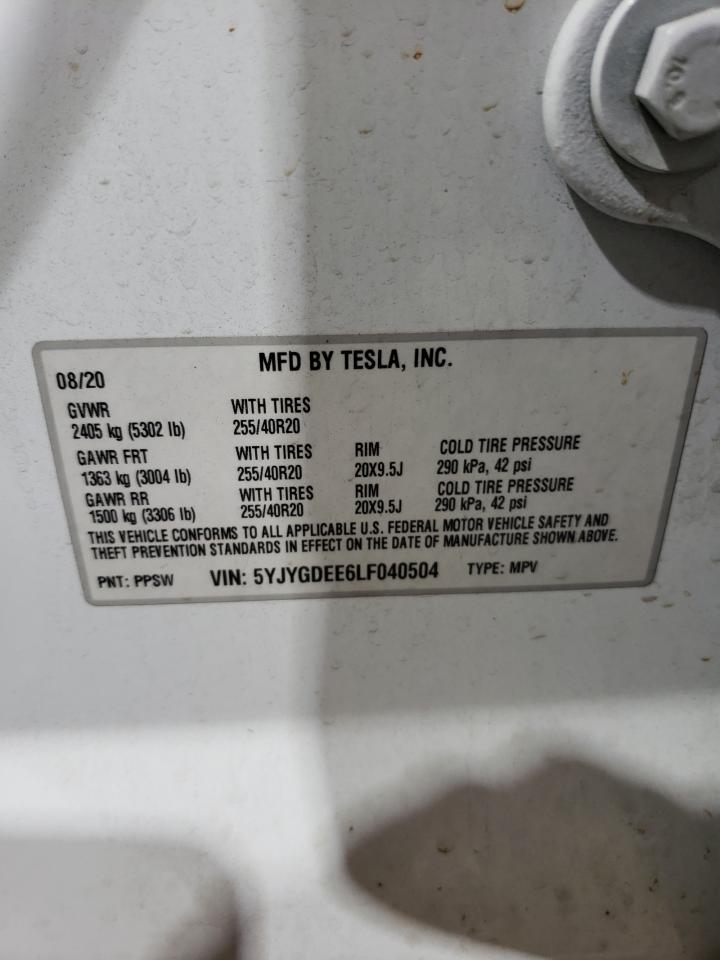 MFD BY TESLA, INC.
08/20
GVWR WITH TIRES
2405 kg (5302 lb) 255/40R20
GAWR FRT WITH TIRES RIM COLD TIRE PRESSURE
1363 kg (3004 lb) 255/40R20 20X9.5J 290 kPa, 42 psi
GAWR RR WITH TIRES RIM COLD TIRE PRESSURE
1500 kg (3306 lb) 255/40R20 20X9.5J 290 kPa, 42 psi
THIS VEHICLE CONFORMS TO ALL APPLICABLE U.S. FEDERAL MOTOR VEHICLE SAFETY AND
THEFT PREVENTION STANDARDS IN EFFECT ON THE DATE OF MANUFACTURE SHOWN ABOVE.
PNT: PPSW VIN: 5YJYGDEE6LF040504 TYPE: MPV